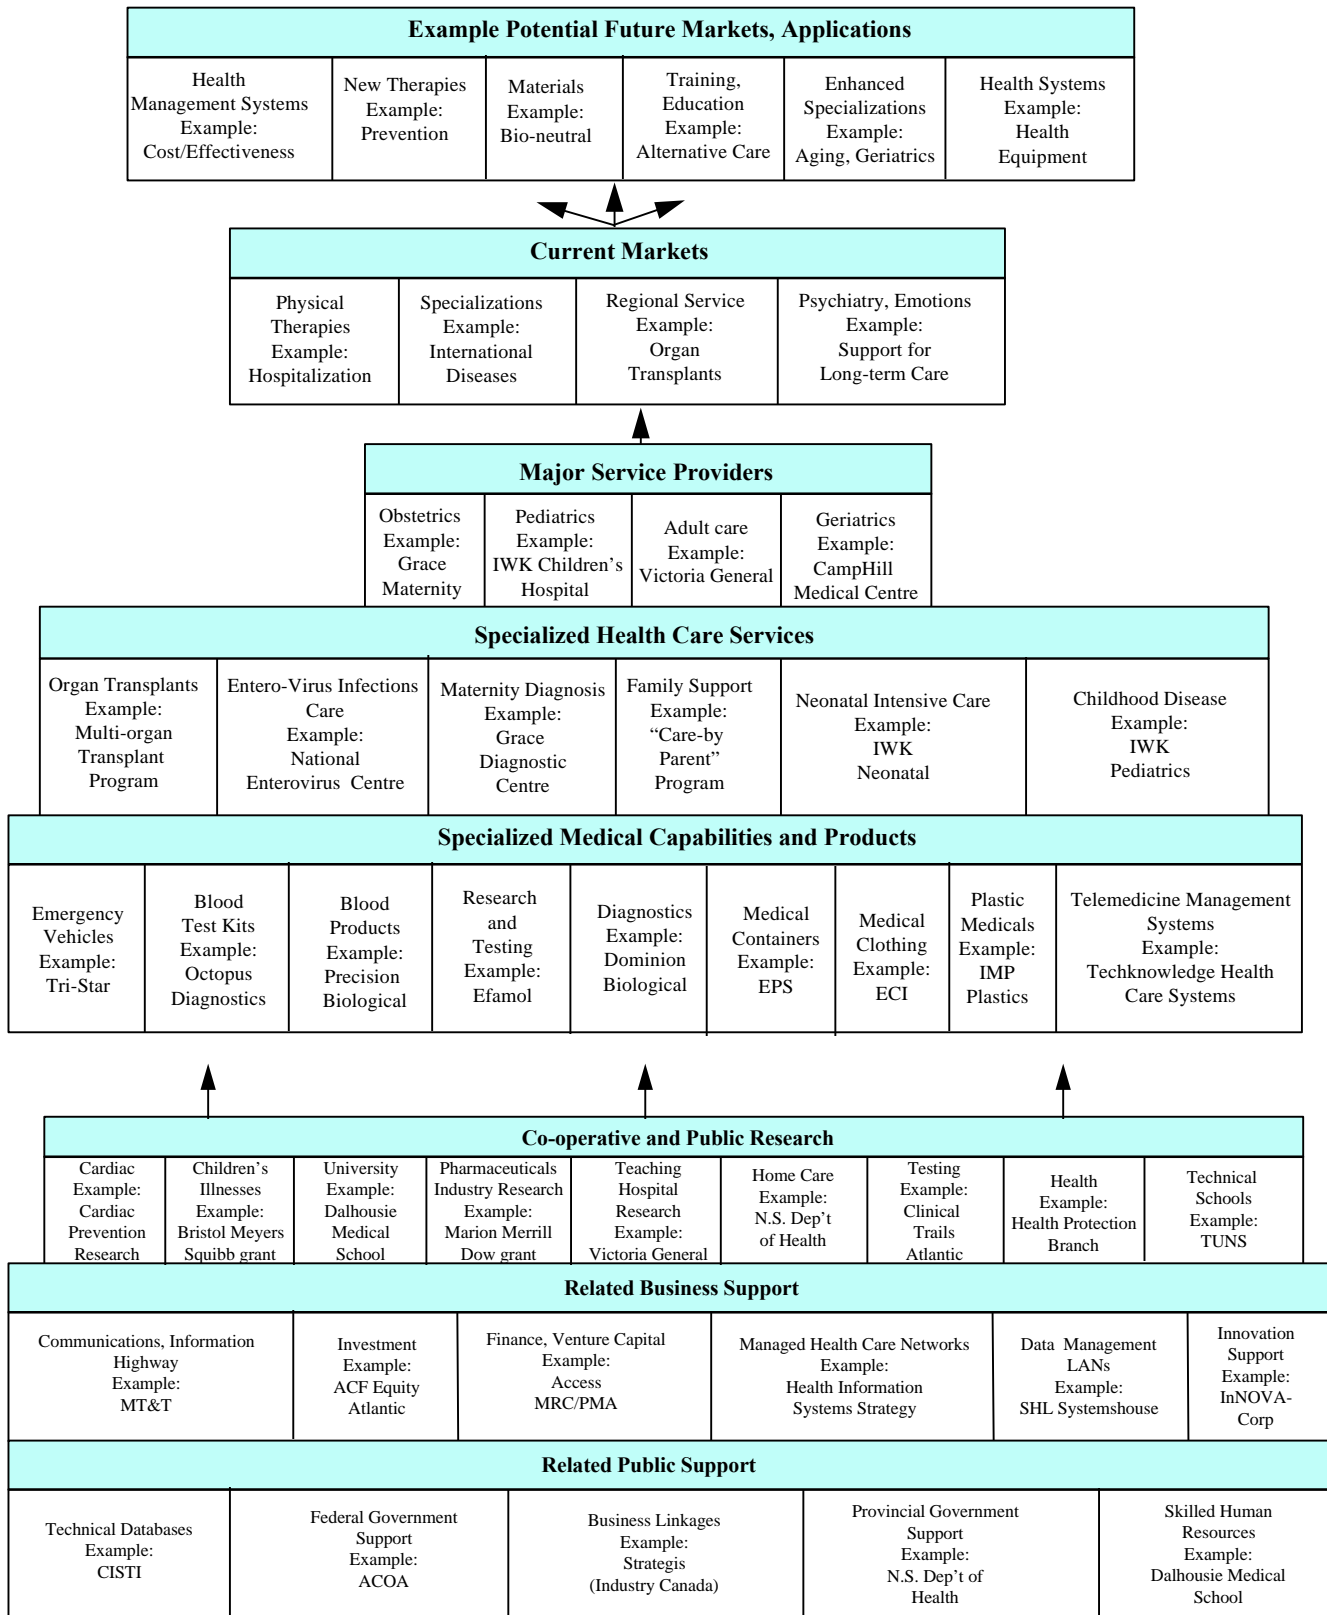 Example Potential Future Markets, Applications
Health
Management Systems
Example:
Cost/Effectiveness
New Therapies
Example:
Prevention
Materials
Example:
Bio-neutral
Training,
Education
Example:
Alternative Care
Enhanced
Specializations
Example:
Aging, Geriatrics
Health Systems
Example:
Health
Equipment
Current Markets
Physical
Therapies
Example:
Hospitalization
Specializations
Example:
International
Diseases
Regional Service
Example:
Organ
Transplants
Psychiatry, Emotions
Example:
Support for
Long-term Care
Major Service Providers
Obstetrics
Example:
Grace
Maternity
Pediatrics
Example:
IWK Children's
Hospital
Adult care
Example:
Victoria General
Geriatrics
Example:
CampHill
Medical Centre
Specialized Health Care Services
Organ Transplants
Example:
Multi-organ
Transplant
Program
Entero-Virus Infections
Care
Example:
National
Enterovirus Centre
Maternity Diagnosis
Example:
Grace
Diagnostic
Centre
Family Support
Example:
“Care-by
Parent”
Program
Neonatal Intensive Care
Example:
IWK
Neonatal
Childhood Disease
Example:
IWK
Pediatrics
Specialized Medical Capabilities and Products
Emergency
Vehicles
Example:
Tri-Star
Blood
Test Kits
Example:
Octopus
Diagnostics
Blood
Products
Example:
Precision
Biological
Research
and
Testing
Example:
Efamol
Diagnostics
Example:
Dominion
Biological
Medical
Containers
Example:
EPS
Medical
Clothing
Example:
ECI
Plastic
Medicals
Example:
IMP
Plastics
Telemedicine Management
Systems
Example:
Techknowledge Health
Care Systems
Co-operative and Public Research
Cardiac
Example:
Cardiac
Prevention
Research
Children's
Illnesses
Example:
Bristol Meyers
Squibb grant
University
Example:
Dalhousie
Medical
School
Pharmaceuticals
Industry Research
Example:
Marion Merrill
Dow grant
Teaching
Hospital
Research
Example:
Victoria General
Home Care
Example:
N.S. Dep't
of Health
Testing
Example:
Clinical
Trails
Atlantic
Health
Example:
Health Protection
Branch
Technical
Schools
Example:
TUNS
Related Business Support
Communications, Information
Highway
Example:
MT&T
Investment
Example:
ACF Equity
Atlantic
Finance, Venture Capital
Example:
Access
MRC/PMA
Managed Health Care Networks
Example:
Health Information
Systems Strategy
Data Management
LANs
Example:
SHL Systemshouse
Innovation
Support
Example:
InNOVA-
Corp
Related Public Support
Technical Databases
Example:
CISTI
Federal Government
Support
Example:
ACOA
Business Linkages
Example:
Strategis
(Industry Canada)
Provincial Government
Support
Example:
N.S. Dep't of
Health
Skilled Human
Resources
Example:
Dalhousie Medical
School